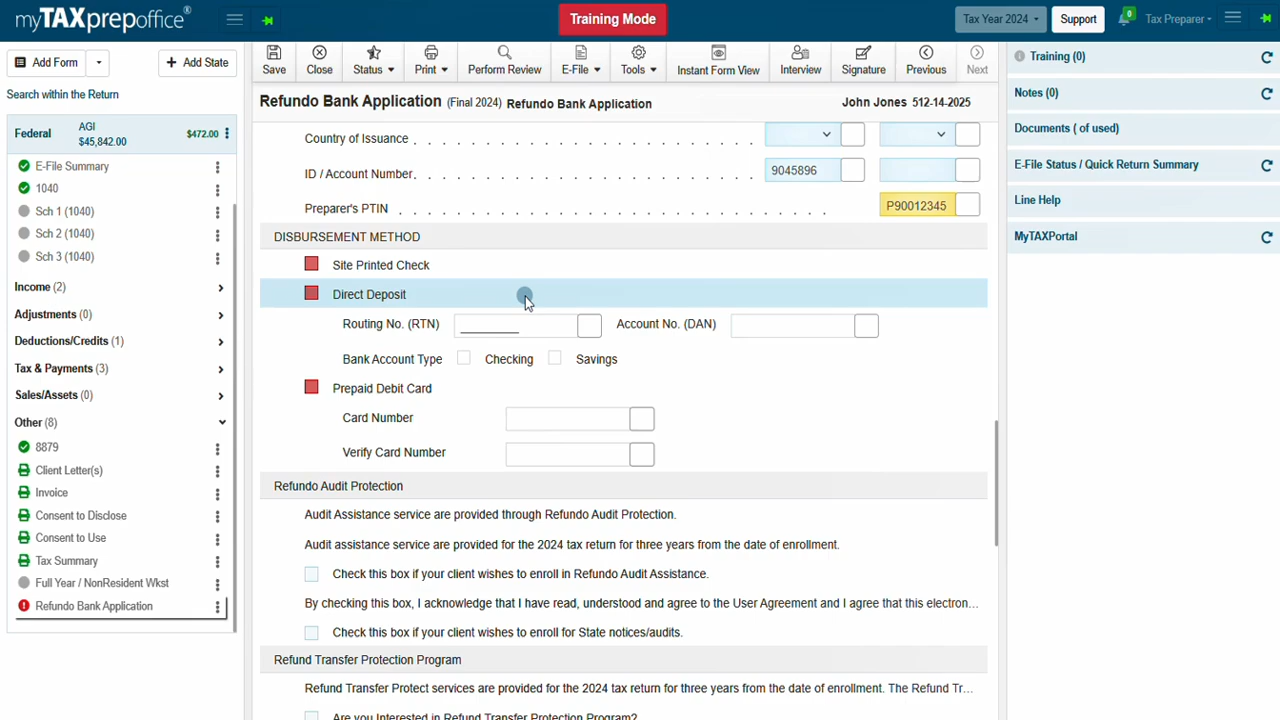 myTAXprepoffice®
Training Mode
Tax Year 2024
Support
0
Tax Preparer
Add Form
Add State
Save
Close
Status
Print
Perform Review
E-File
Tools
Instant Form View
Interview
Signature
Previous
Next
Search within the Return
Federal
AGI
$45,842.00
$472.00
E-File Summary
1040
Sch 1 (1040)
Sch 2 (1040)
Sch 3 (1040)
Income (2)
Adjustments (0)
Deductions/Credits (1)
Tax & Payments (3)
Sales/Assets (0)
Other (8)
8879
Client Letter(s)
Invoice
Consent to Disclose
Consent to Use
Tax Summary
Full Year / NonResident Wkst
Refundo Bank Application
Refundo Bank Application (Final 2024) Refundo Bank Application
John Jones 512-14-2025
Country of Issuance
ID / Account Number
9045896
Preparer's PTIN
P90012345
DISBURSEMENT METHOD
Site Printed Check
Direct Deposit
Routing No. (RTN)
Account No. (DAN)
Bank Account Type
Checking
Savings
Prepaid Debit Card
Card Number
Verify Card Number
Refundo Audit Protection
Audit Assistance service are provided through Refundo Audit Protection.
Audit assistance service are provided for the 2024 tax return for three years from the date of enrollment.
Check this box if your client wishes to enroll in Refundo Audit Assistance.
By checking this box, I acknowledge that I have read, understood and agree to the User Agreement and I agree that this electron...
Check this box if your client wishes to enroll for State notices/audits.
Refund Transfer Protection Program
Refund Transfer Protect services are provided for the 2024 tax return for three years from the date of enrollment. The Refund Tr...
Are you Interested in Refund Transfer Protection Program?
Training (0)
Notes (0)
Documents ( of used)
E-File Status / Quick Return Summary
Line Help
MyTAXPortal